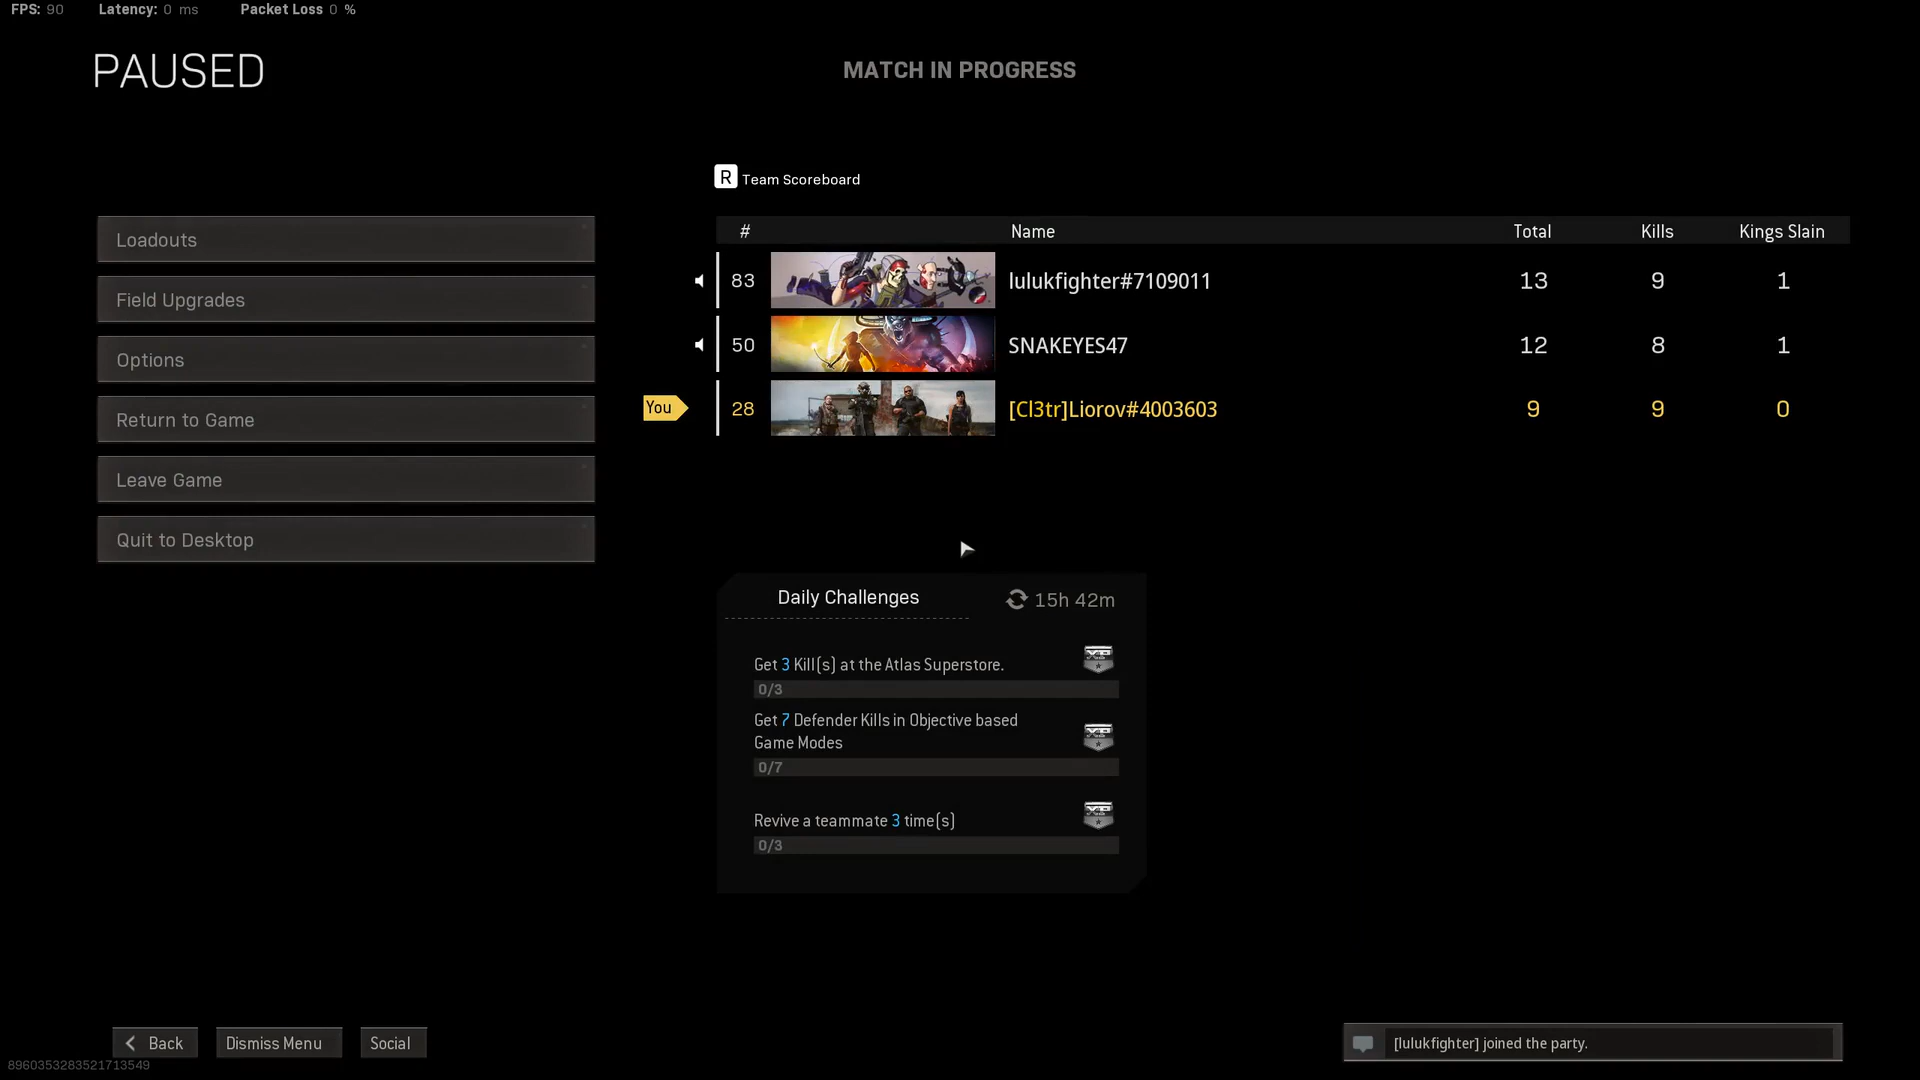 FPS: 90 Latency: 0 ms Packet Loss 0 %
PAUSED
MATCH IN PROGRESS
R Team Scoreboard
Loadouts
Field Upgrades
Options
Return to Game
Leave Game
Quit to Desktop
# Name Total Kills Kings Slain
83 lulukfighter#7109011 13 9 1
50 SNAKEYES47 12 8 1
You 28 [Cl3tr]Liorov#4003603 9 9 0
Daily Challenges 15h 42m
Get 3 Kill(s) at the Atlas Superstore.
0/3
Get 7 Defender Kills in Objective based
Game Modes
0/7
Revive a teammate 3 time(s)
0/3
Back Dismiss Menu Social
[lulukfighter] joined the party.
8960353283521713549